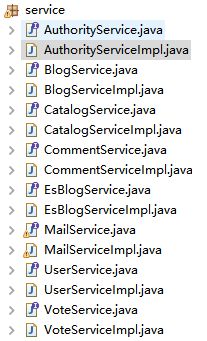 service
AuthorityService.java
AuthorityServiceImpl.java
BlogService.java
BlogServiceImpl.java
CatalogService.java
CatalogServiceImpl.java
CommentService.java
CommentServiceImpl.java
EsBlogService.java
EsBlogServiceImpl.java
MailService.java
MailServiceImpl.java
UserService.java
UserServiceImpl.java
VoteService.java
VoteServiceImpl.java